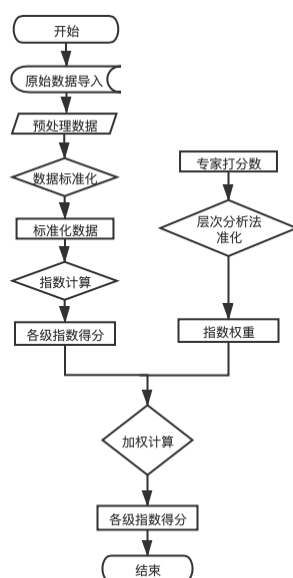 开始
原始数据导入
预处理数据
数据标准化
标准化数据
指数计算
各级指数得分
专家打分数
层次分析法
准化
指数权重
加权计算
各级指数得分
结束